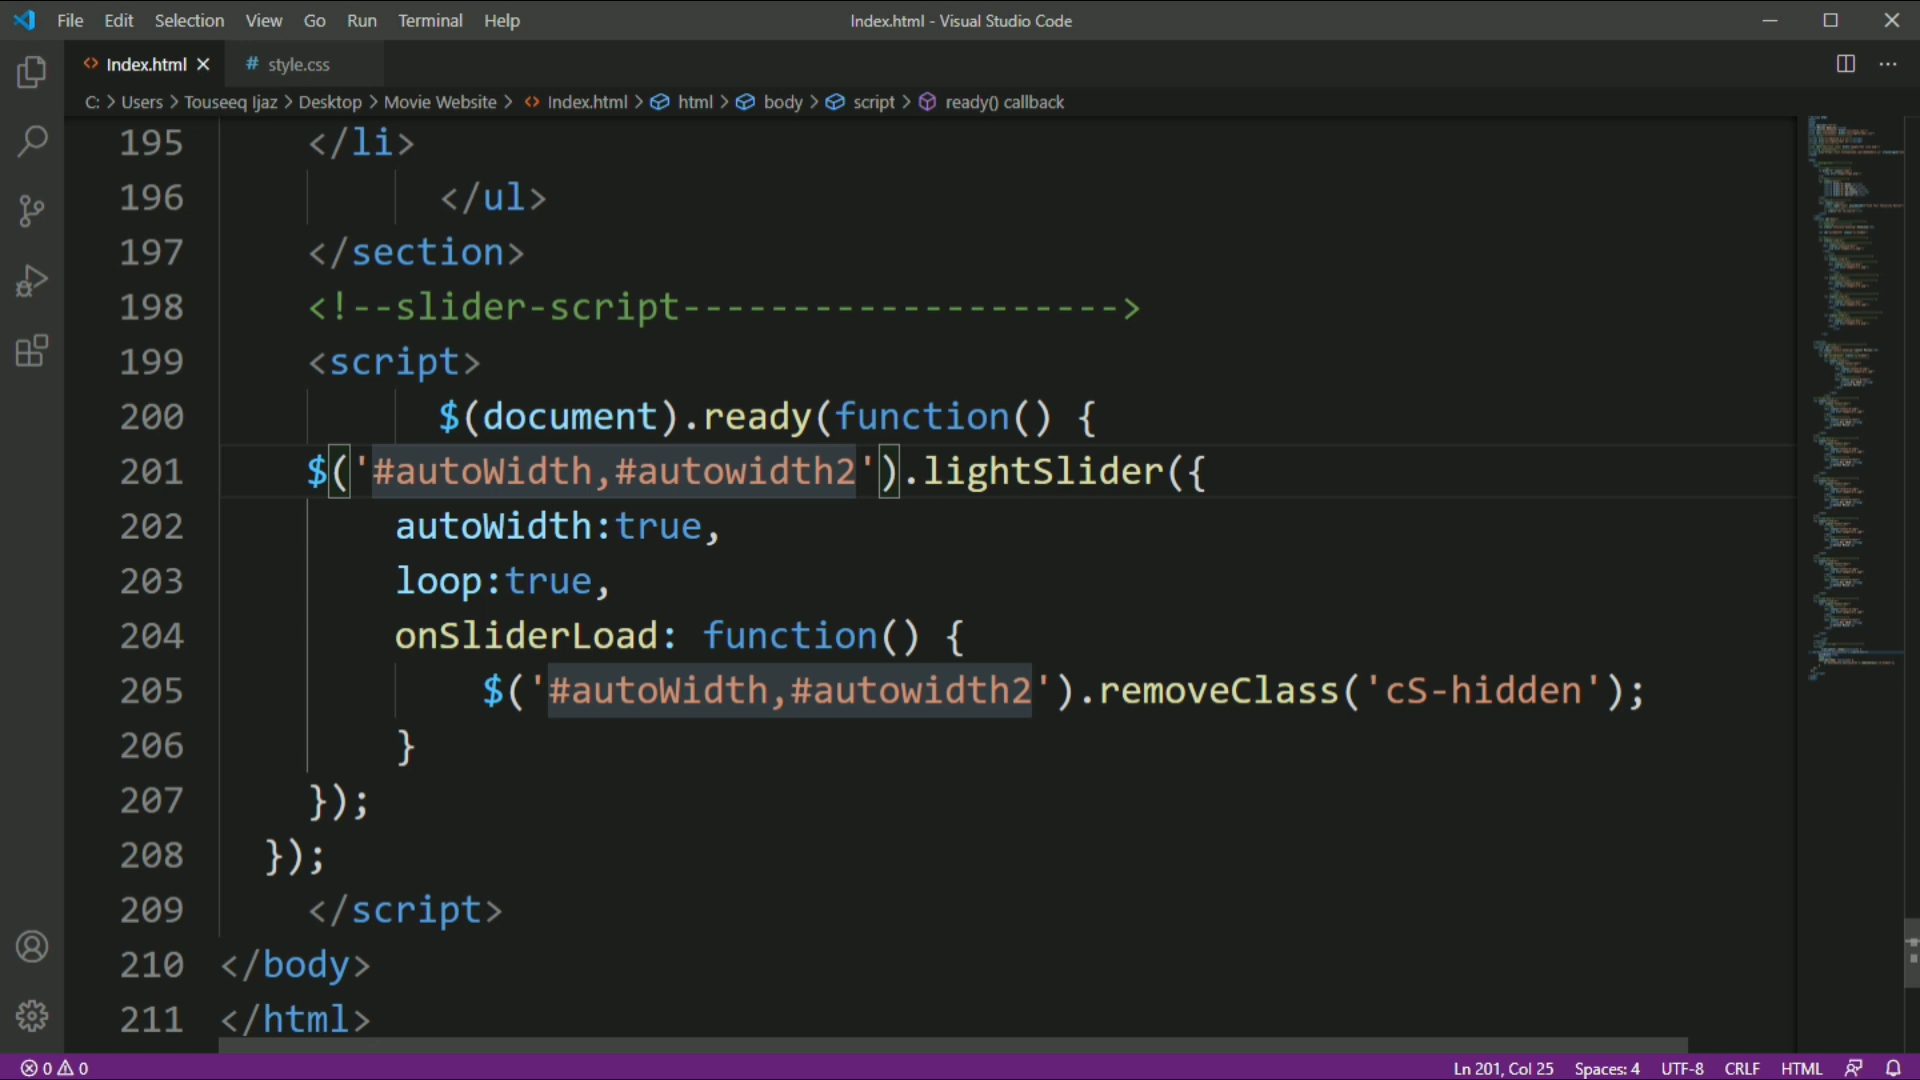 File Edit Selection View Go Run Terminal Help Index.html - Visual Studio Code
<> Index.html × # style.css
C: > Users > Touseeq Ijaz > Desktop > Movie Website > <> Index.html > html > body > script > ready() callback
195 </li>
196 </ul>
197 </section>
198 <!--slider-script-------------------->
199 <script>
200 $(document).ready(function() {
201 $('#autoWidth,#autowidth2').lightSlider({
202 autoWidth:true,
203 loop:true,
204 onSliderLoad: function() {
205 $('#autoWidth,#autowidth2').removeClass('cS-hidden');
206 }
207 });
208 });
209 </script>
210 </body>
211 </html>
0 0 Ln 201, Col 25 Spaces: 4 UTF-8 CRLF HTML